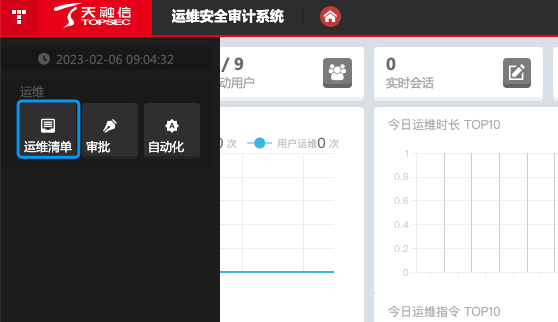 天融信
TOPSEC
运维安全审计系统
2023-02-06 09:04:32
运维
运维清单 审批 自动化
/ 9
动用户
0
实时会话
0 次 用户运维0 次
今日运维时长 TOP10
1
0.8
0.6
0.4
0.2
0
今日运维指令 TOP10